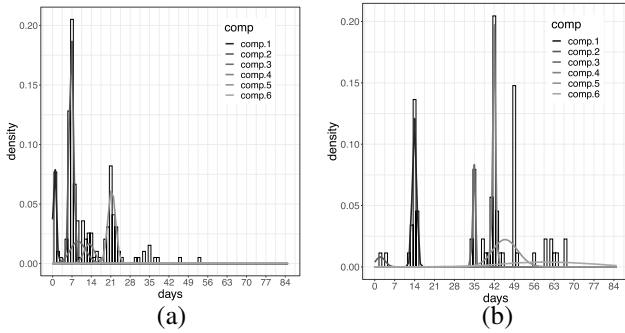 0.20
0.15
0.10
0.05
0.00
density
0 7 14 21 28 35 42 49 56 63 70 77 84
days
comp
comp.1
comp.2
comp.3
comp.4
comp.5
comp.6
(a)
0.20
0.15
0.10
0.05
0.00
density
0 7 14 21 28 35 42 49 56 63 70 77 84
days
comp
comp.1
comp.2
comp.3
comp.4
comp.5
comp.6
(b)